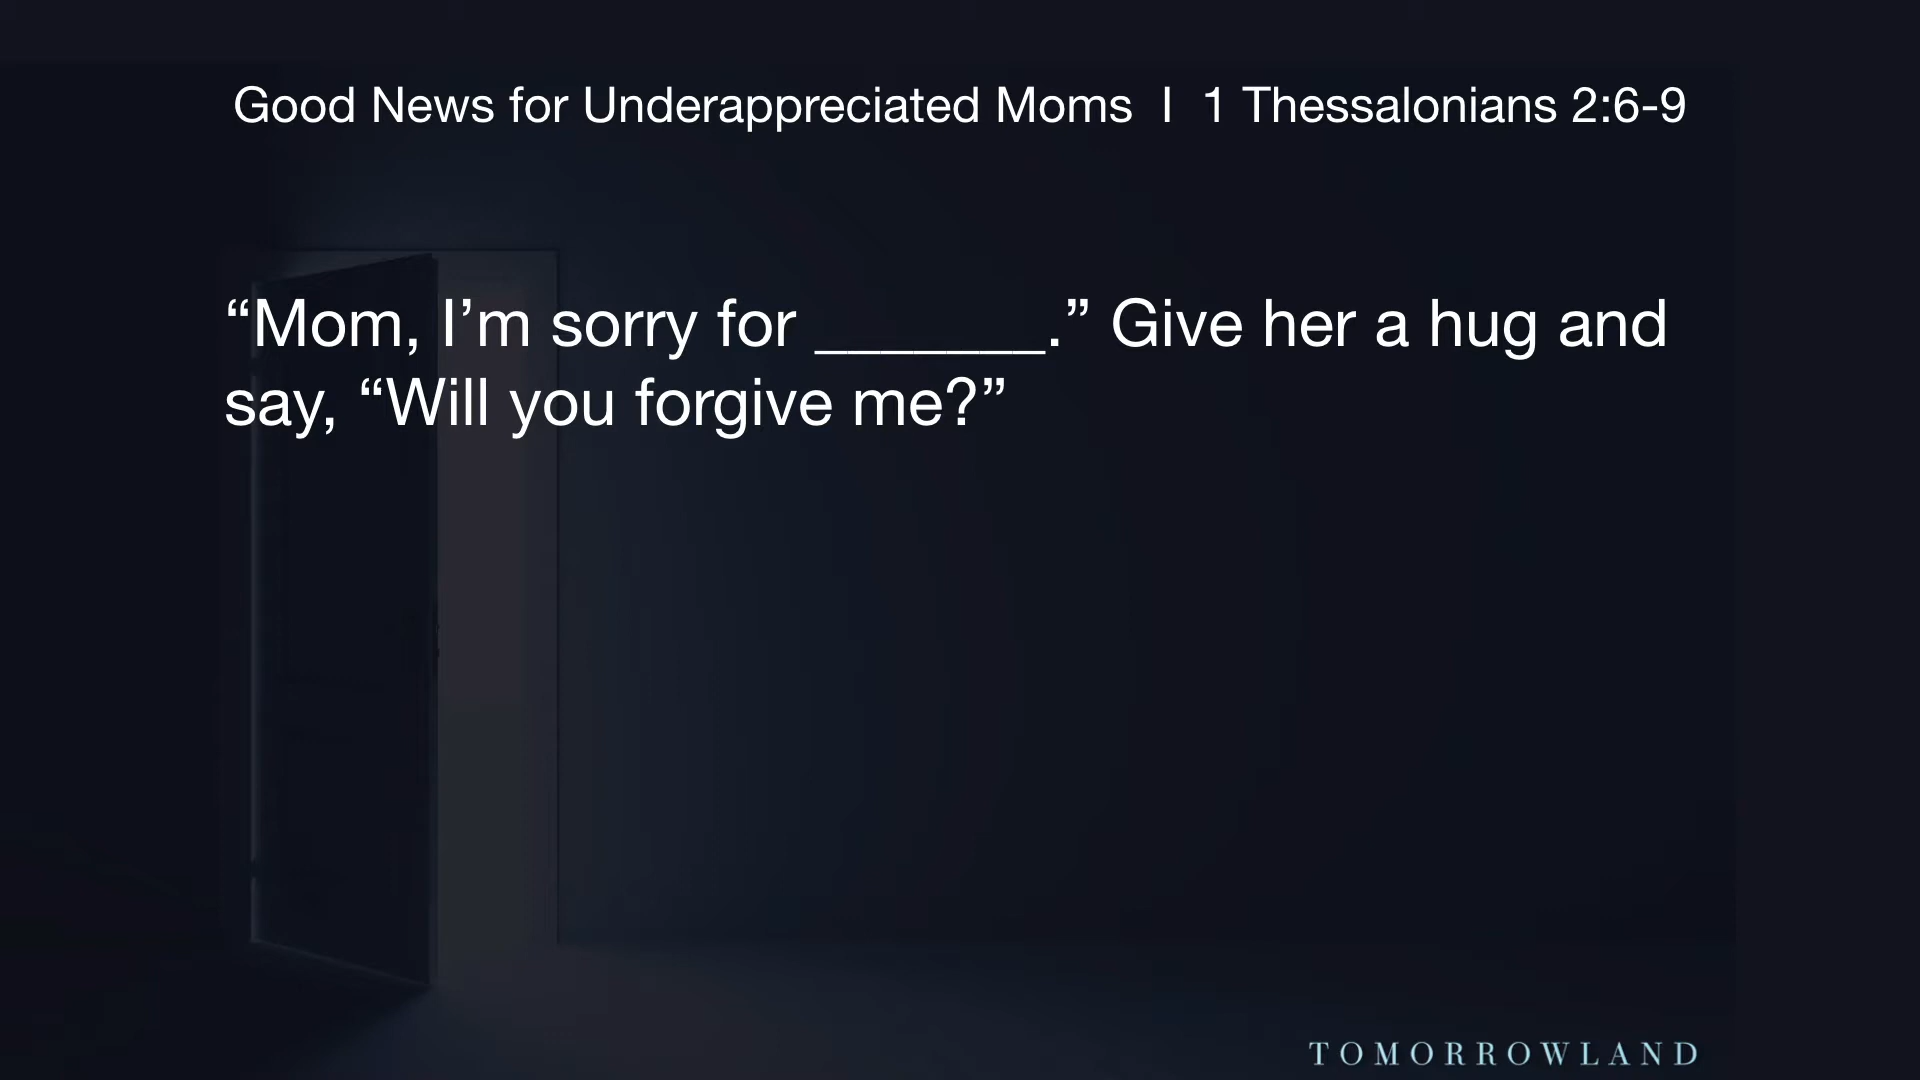 Good News for Underappreciated Moms I 1 Thessalonians 2:6-9
“Mom, I’m sorry for _______.” Give her a hug and
say, “Will you forgive me?”
TOMORROWLAND